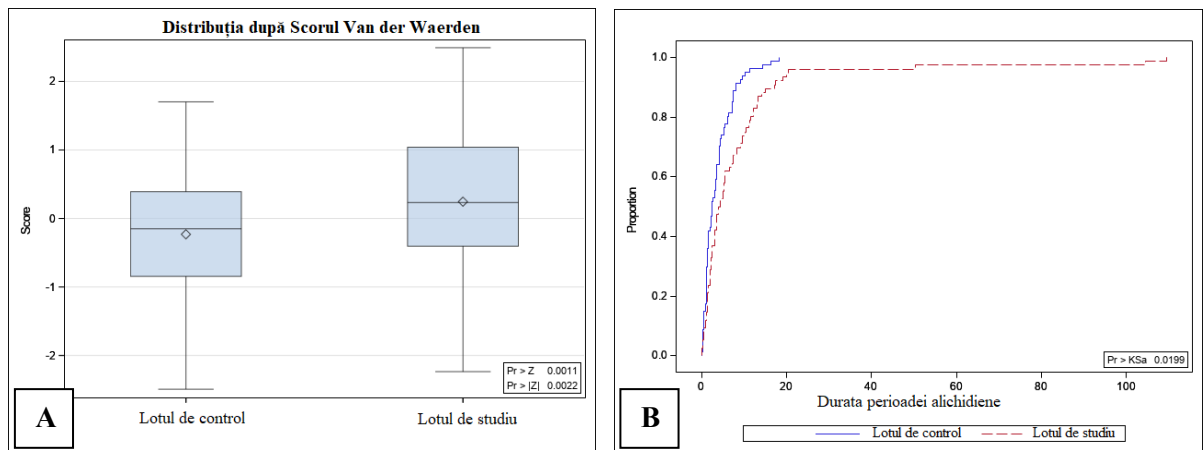 Distribuția după Scorul Van der Waerden
2
1
0
-1
-2
Score
Pr > Z 0.0011
Pr > |Z| 0.0022
Lotul de control Lotul de studiu
A
1.0
0.8
0.6
0.4
0.2
0.0
Proportion
Pr > KSa 0.0199
0 20 40 60 80 100
Durata perioadei alichidiene
Lotul de control Lotul de studiu
B